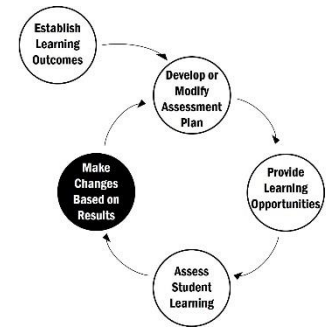 Establish
Learning
Outcomes
Develop or
Modify
Assessment
Plan
Provide
Learning
Opportunities
Assess
Student
Learning
Make
Changes
Based on
Results